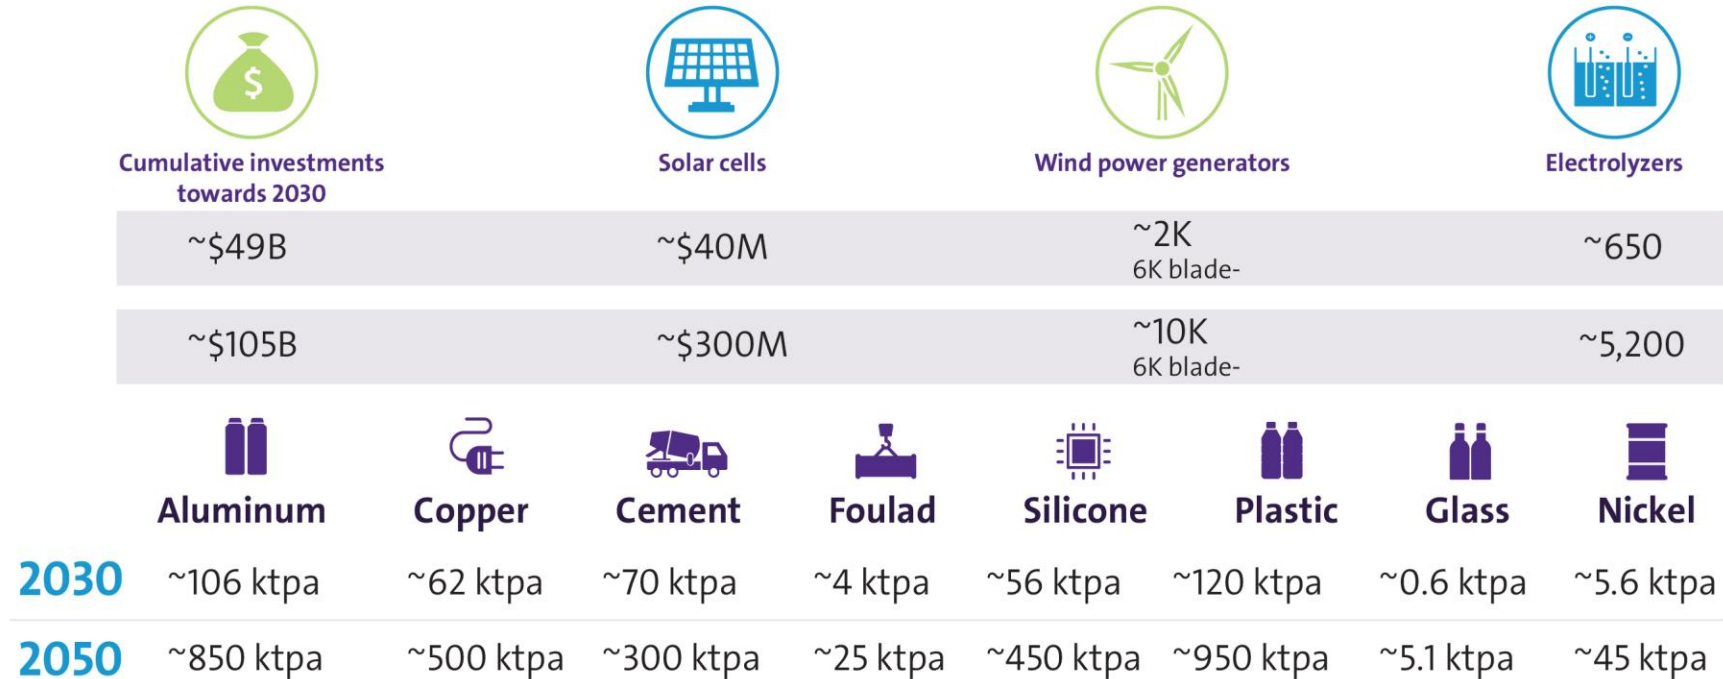 $
Cumulative investments
towards 2030
Solar cells
Wind power generators
Electrolyzers
~$49B
~$40M
~2K
6K blade-
~650
~$105B
~$300M
~10K
6K blade-
~5,200
Aluminum Copper Cement Foulad Silicone Plastic Glass Nickel
2030 ~106 ktpa ~62 ktpa ~70 ktpa ~4 ktpa ~56 ktpa ~120 ktpa ~0.6 ktpa ~5.6 ktpa
2050 ~850 ktpa ~500 ktpa ~300 ktpa ~25 ktpa ~450 ktpa ~950 ktpa ~5.1 ktpa ~45 ktpa